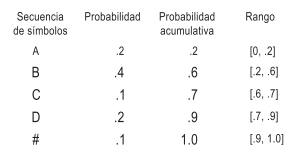 Secuencia de símbolos Probabilidad Probabilidad acumulativa Rango
A .2 .2 [0, .2]
B .4 .6 [.2, .6]
C .1 .7 [.6, .7]
D .2 .9 [.7, .9]
# .1 1.0 [.9, 1.0]